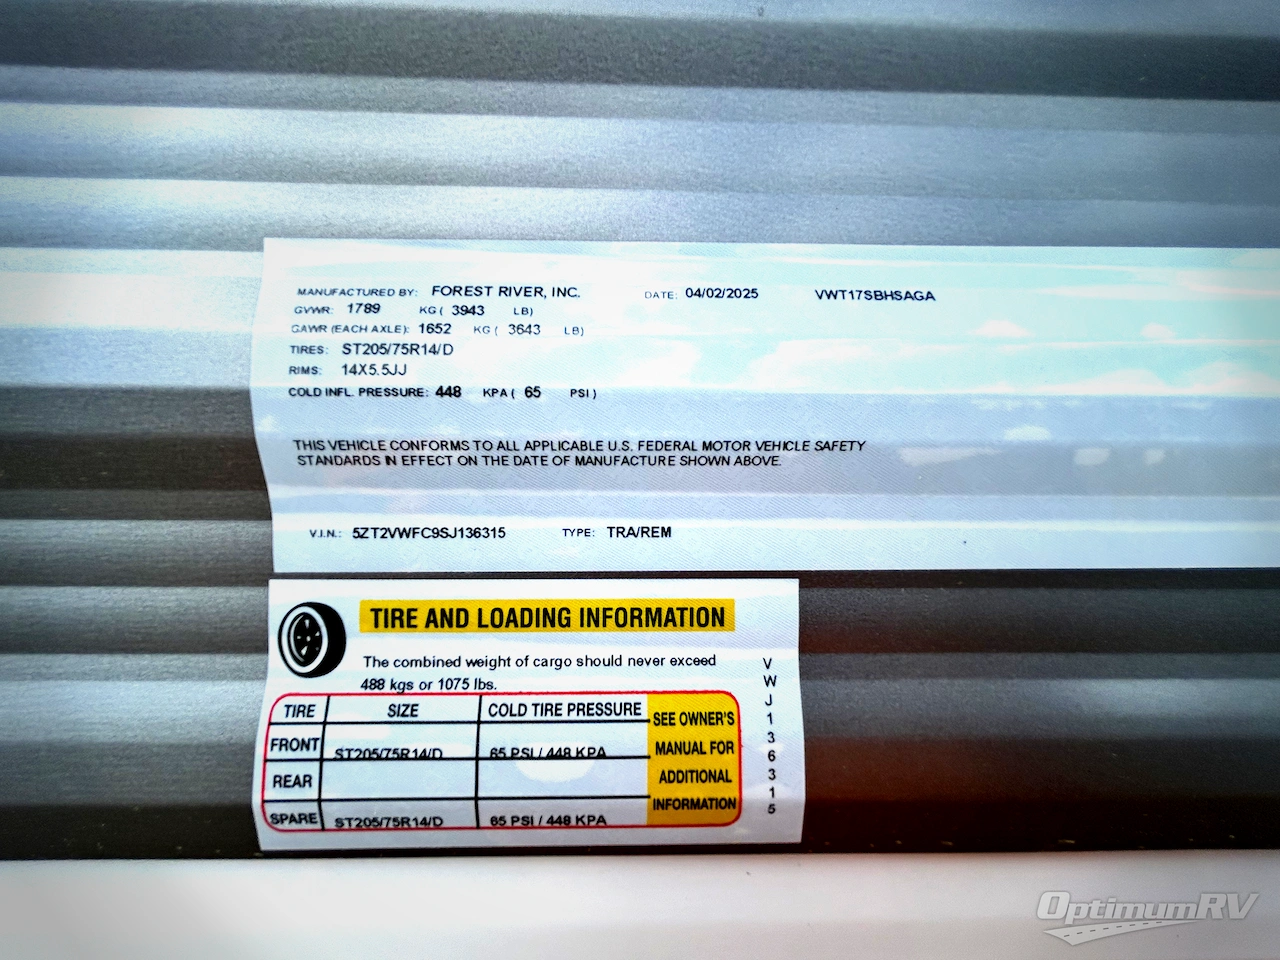 MANUFACTURED BY: FOREST RIVER, INC. DATE: 04/02/2025 VWT17SBHSAGA
GVWR: 1789 KG ( 3943 LB)
GAWR (EACH AXLE): 1652 KG ( 3643 LB)
TIRES: ST205/75R14/D
RIMS: 14X5.5JJ
COLD INFL. PRESSURE: 448 KPA ( 65 PSI )
THIS VEHICLE CONFORMS TO ALL APPLICABLE U.S. FEDERAL MOTOR VEHICLE SAFETY
STANDARDS IN EFFECT ON THE DATE OF MANUFACTURE SHOWN ABOVE.
V.I.N.: 5ZT2VWFC9SJ136315 TYPE: TRA/REM
TIRE AND LOADING INFORMATION
The combined weight of cargo should never exceed
488 kgs or 1075 lbs.
TIRE SIZE COLD TIRE PRESSURE
FRONT ST205/75R14/D 65 PSI / 448 KPA
REAR
SPARE ST205/75R14/D 65 PSI / 448 KPA
SEE OWNER'S
MANUAL FOR
ADDITIONAL
INFORMATION
VWJ136315
OptimumRV